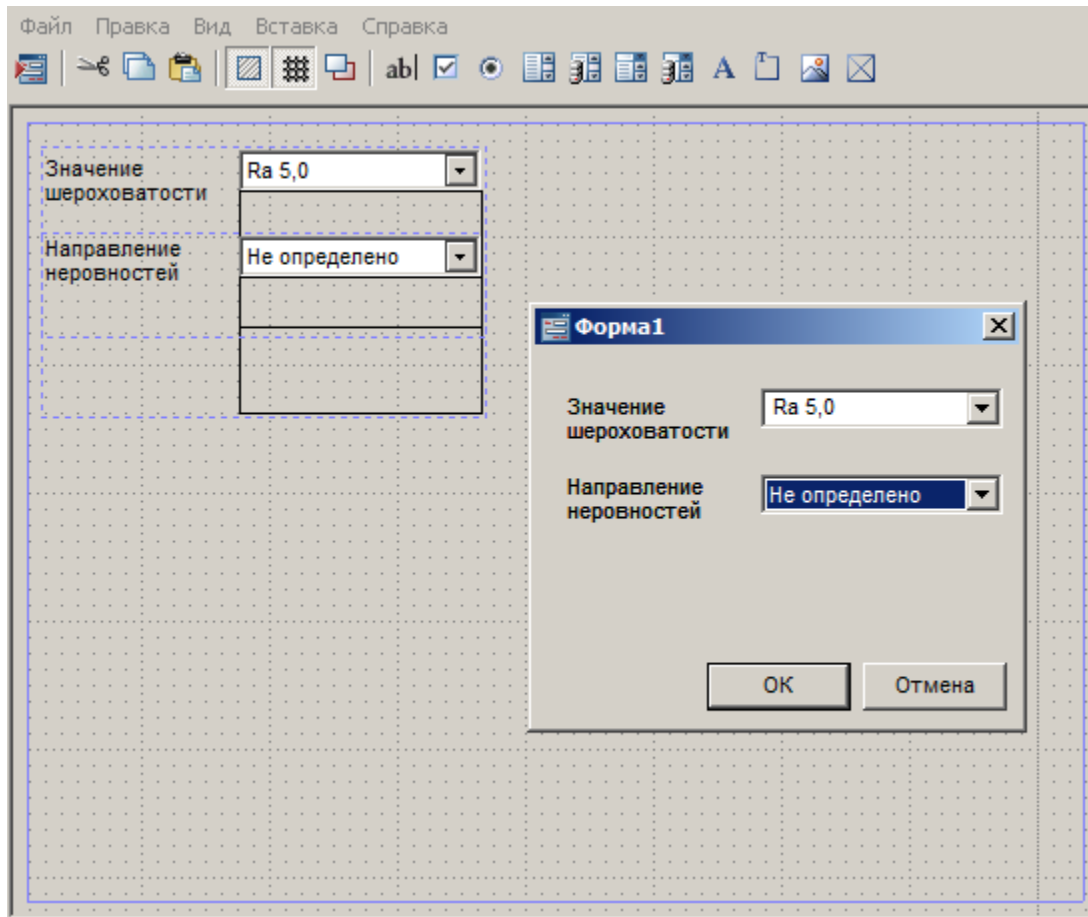 Файл Правка Вид Вставка Справка
ab A
Значение
шероховатости
Ra 5,0
Направление
неровностей
Не определено
Форма1
Значение
шероховатости
Ra 5,0
Направление
неровностей
Не определено
ОК Отмена